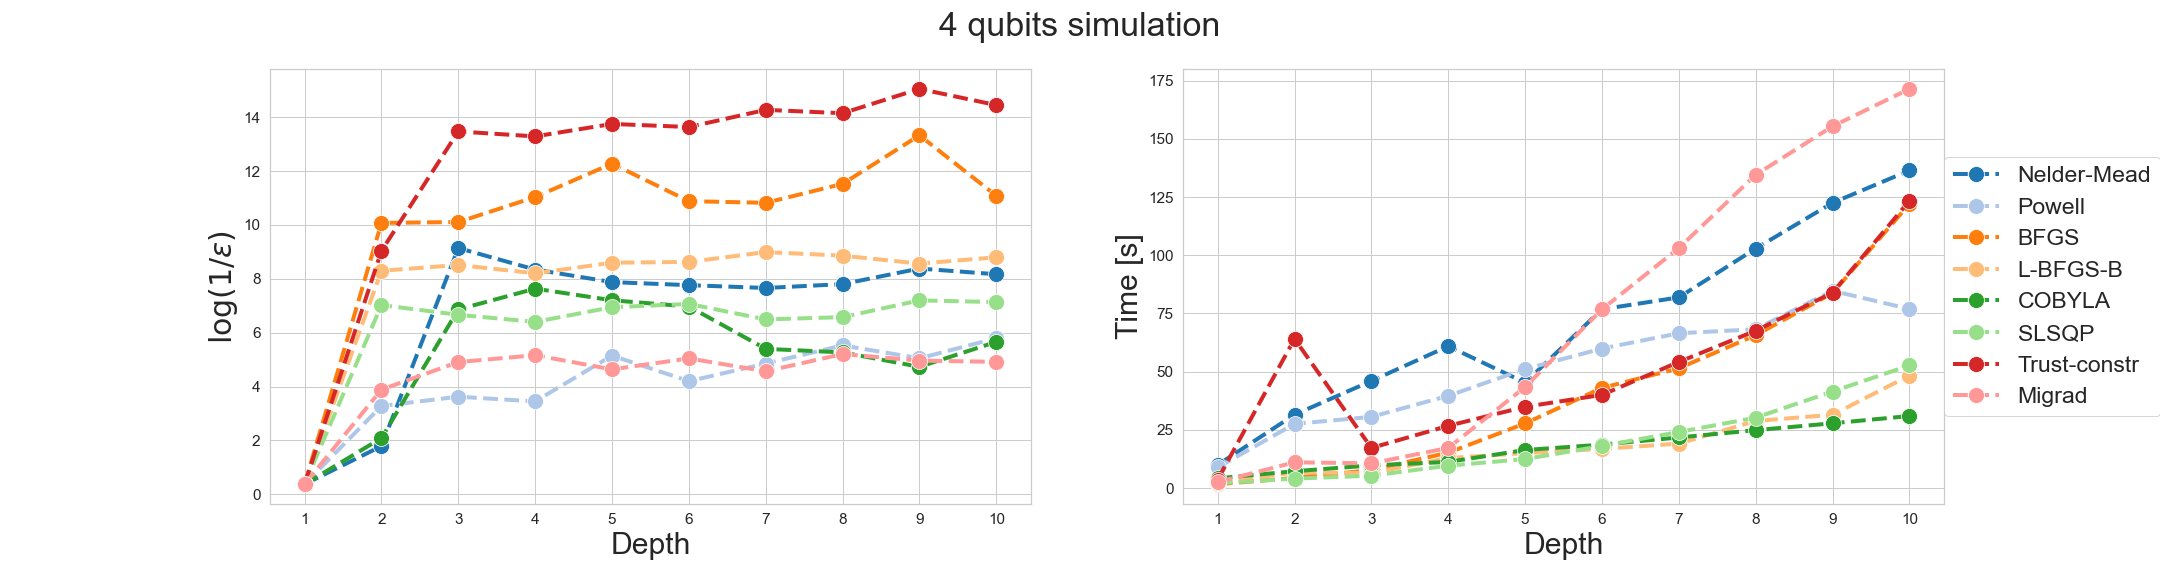 4 qubits simulation
log(1/ε)
14
12
10
8
6
4
2
0
1 2 3 4 5 6 7 8 9 10
Depth
Time [s]
175
150
125
100
75
50
25
0
1 2 3 4 5 6 7 8 9 10
Depth
Nelder-Mead
Powell
BFGS
L-BFGS-B
COBYLA
SLSQP
Trust-constr
Migrad